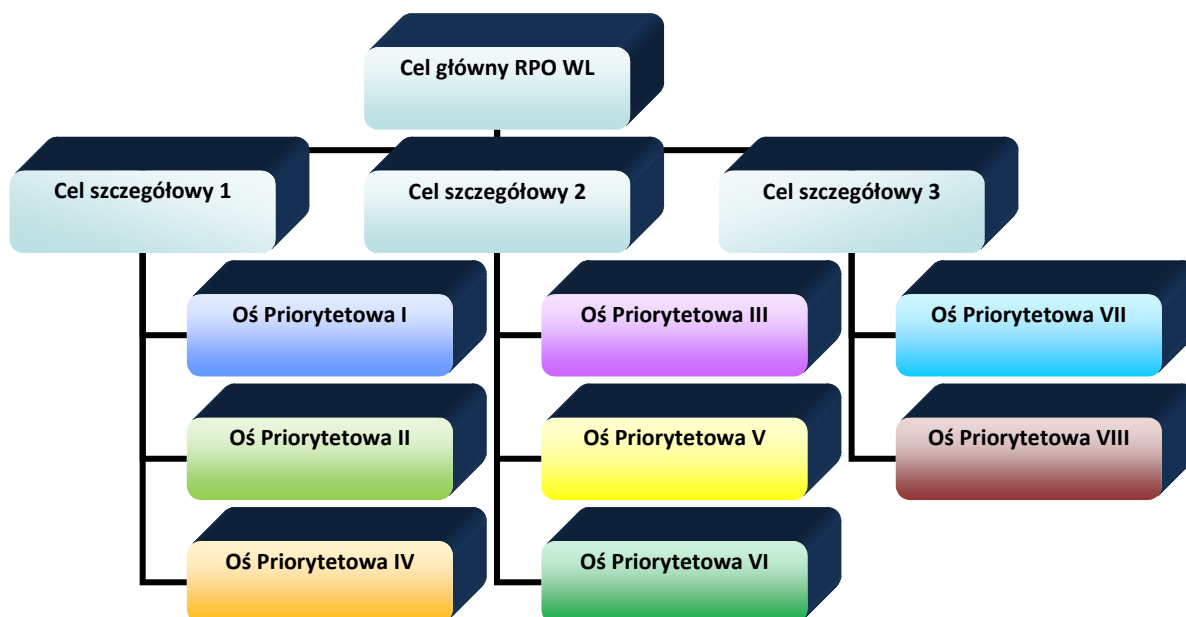 Cel główny RPO WL
Cel szczegółowy 1
Cel szczegółowy 2
Cel szczegółowy 3
Oś Priorytetowa I
Oś Priorytetowa III
Oś Priorytetowa VII
Oś Priorytetowa II
Oś Priorytetowa V
Oś Priorytetowa VIII
Oś Priorytetowa IV
Oś Priorytetowa VI